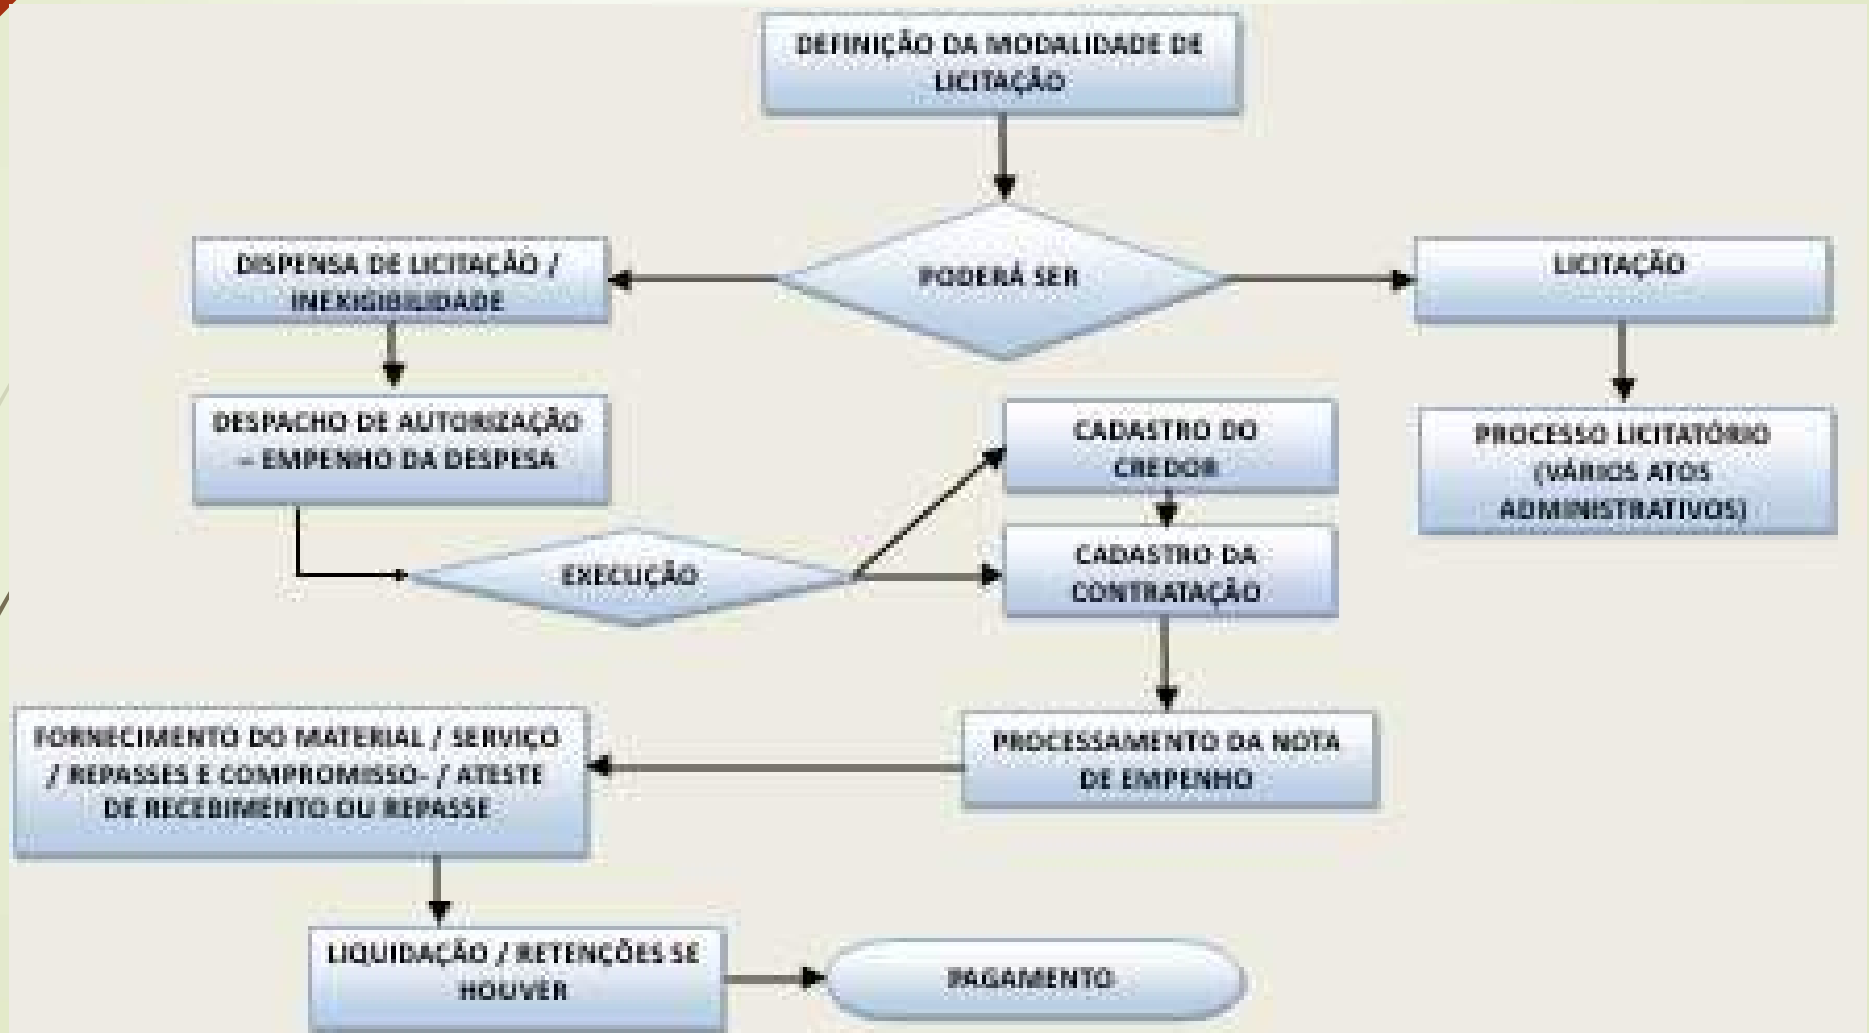 DEFINIÇÃO DA MODALIDADE DE
LICITAÇÃO
DISPENSA DE LICITAÇÃO /
INEXIGIBILIDADE
PODERÁ SER
LICITAÇÃO
DESPACHO DE AUTORIZAÇÃO
– EMPENHO DA DESPESA
CADASTRO DO
CREDOR
PROCESSO LICITATÓRIO
(VÁRIOS ATOS
ADMINISTRATIVOS)
EXECUÇÃO
CADASTRO DA
CONTRATAÇÃO
FORNECIMENTO DO MATERIAL / SERVIÇO
/ REPASSES E COMPROMISSO- / ATESTE
DE RECEBIMENTO OU REPASSE
PROCESSAMENTO DA NOTA
DE EMPENHO
LIQUIDAÇÃO / RETENÇÕES SE
HOUVER
PAGAMENTO